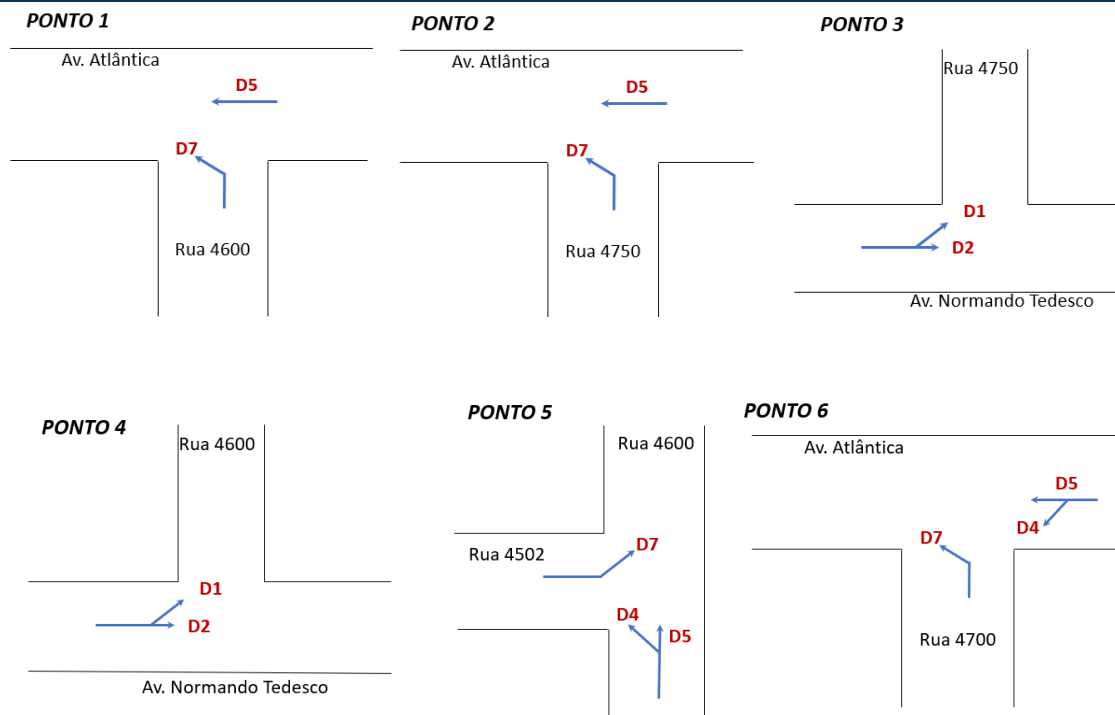 PONTO 1
Av. Atlântica
D5
D7
Rua 4600
PONTO 2
Av. Atlântica
D5
D7
Rua 4750
PONTO 3
Rua 4750
D1
D2
Av. Normando Tedesco
PONTO 4
Rua 4600
D1
D2
Av. Normando Tedesco
PONTO 5
Rua 4600
Rua 4502
D7
D4
D5
PONTO 6
Av. Atlântica
D5
D4
D7
Rua 4700